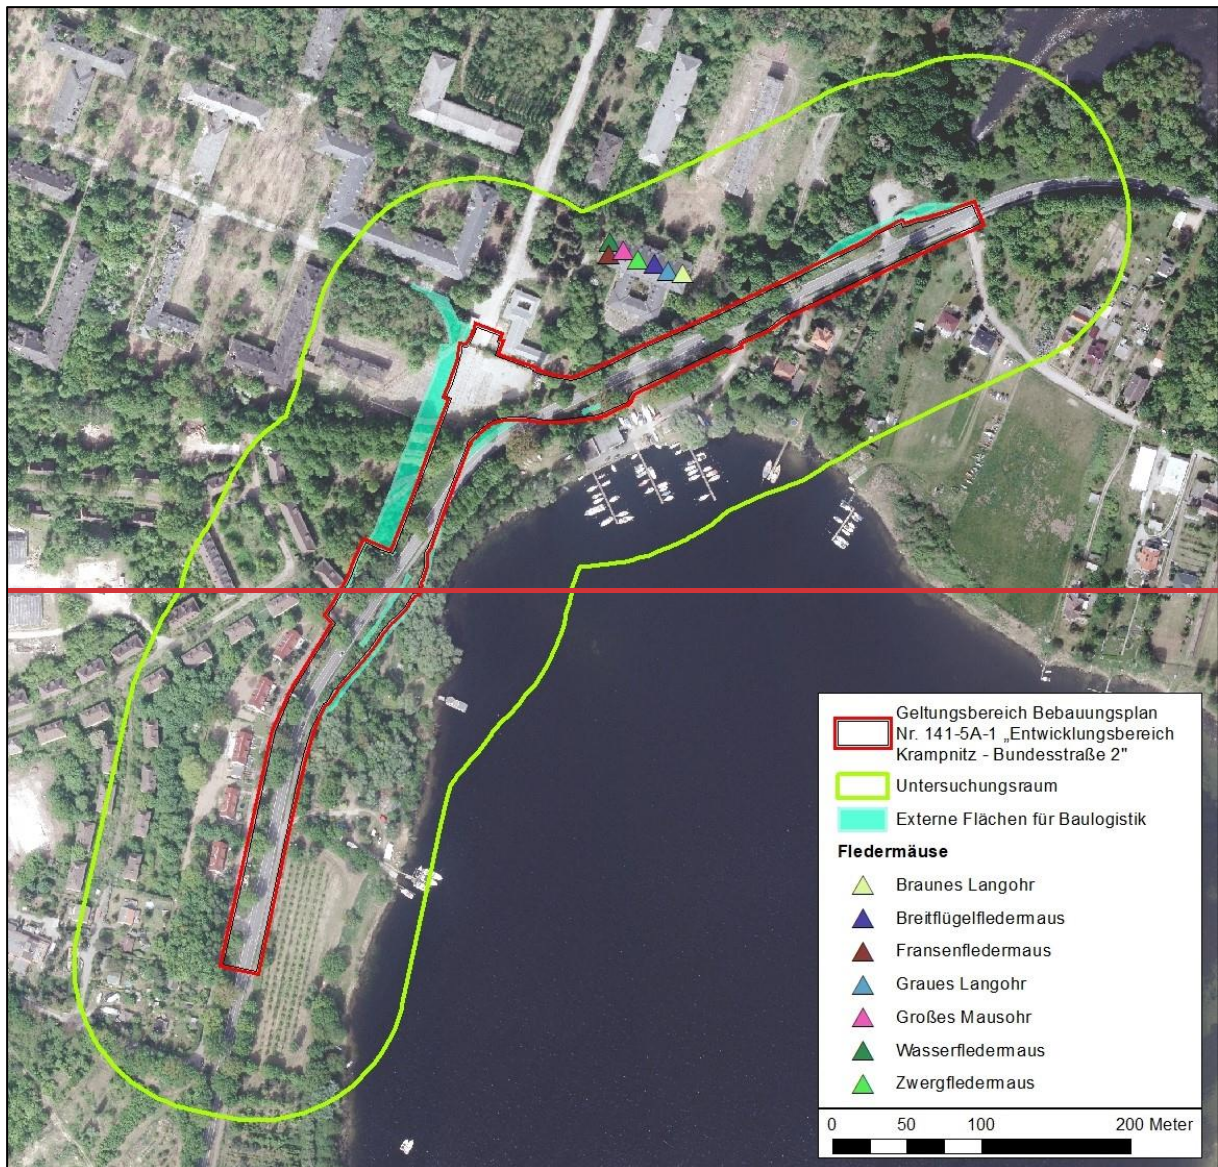 Geltungsbereich Bebauungsplan
Nr. 141-5A-1 „Entwicklungsbereich
Krampnitz - Bundesstraße 2"
Untersuchungsraum
Externe Flächen für Baulogistik
Fledermäuse
Braunes Langohr
Breitflügelfledermaus
Fransenfledermaus
Graues Langohr
Großes Mausohr
Wasserfledermaus
Zwergfledermaus
0 50 100 200 Meter